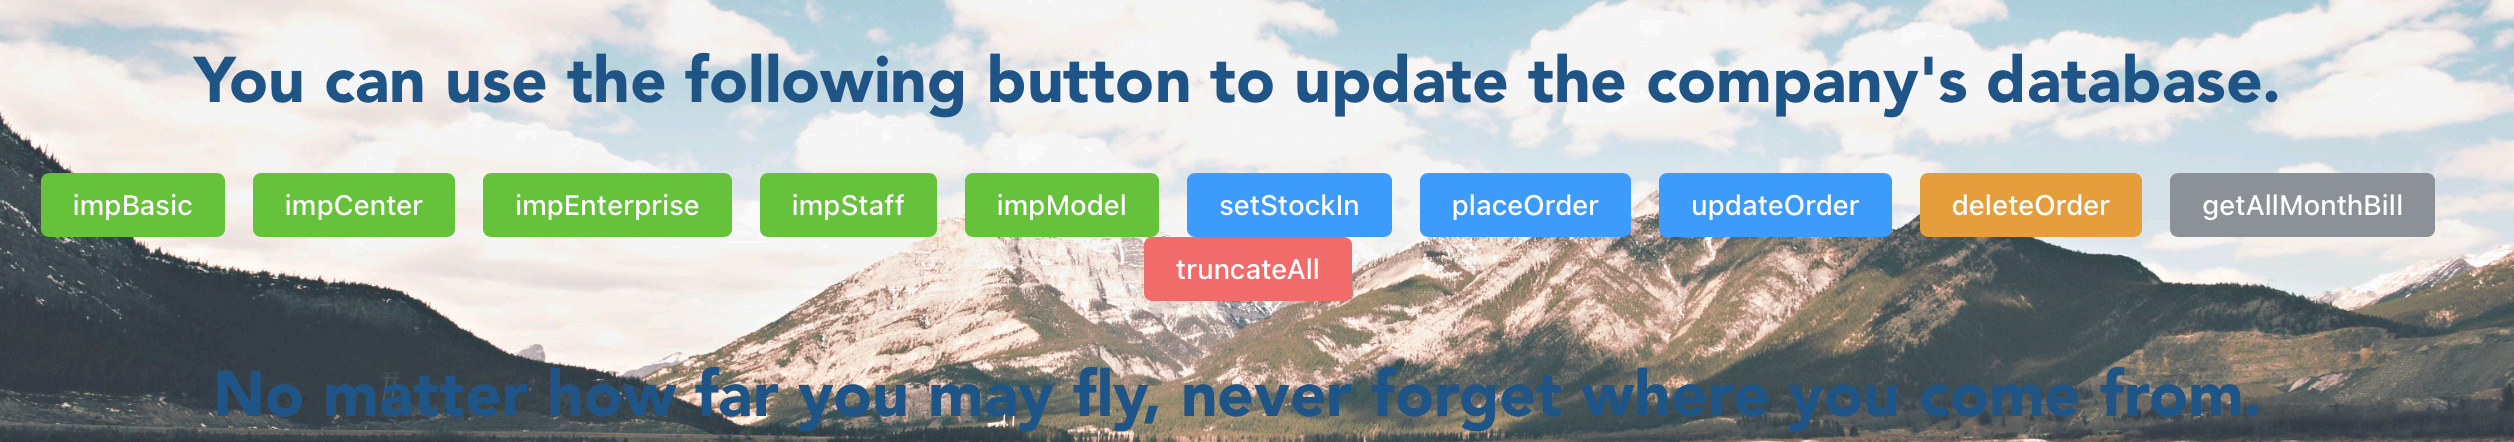 You can use the following button to update the company's database.
impBasic impCenter impEnterprise impStaff impModel setStockIn placeOrder updateOrder deleteOrder getAllMonthBill
truncateAll
No matter how far you may fly, never forget where you come from.